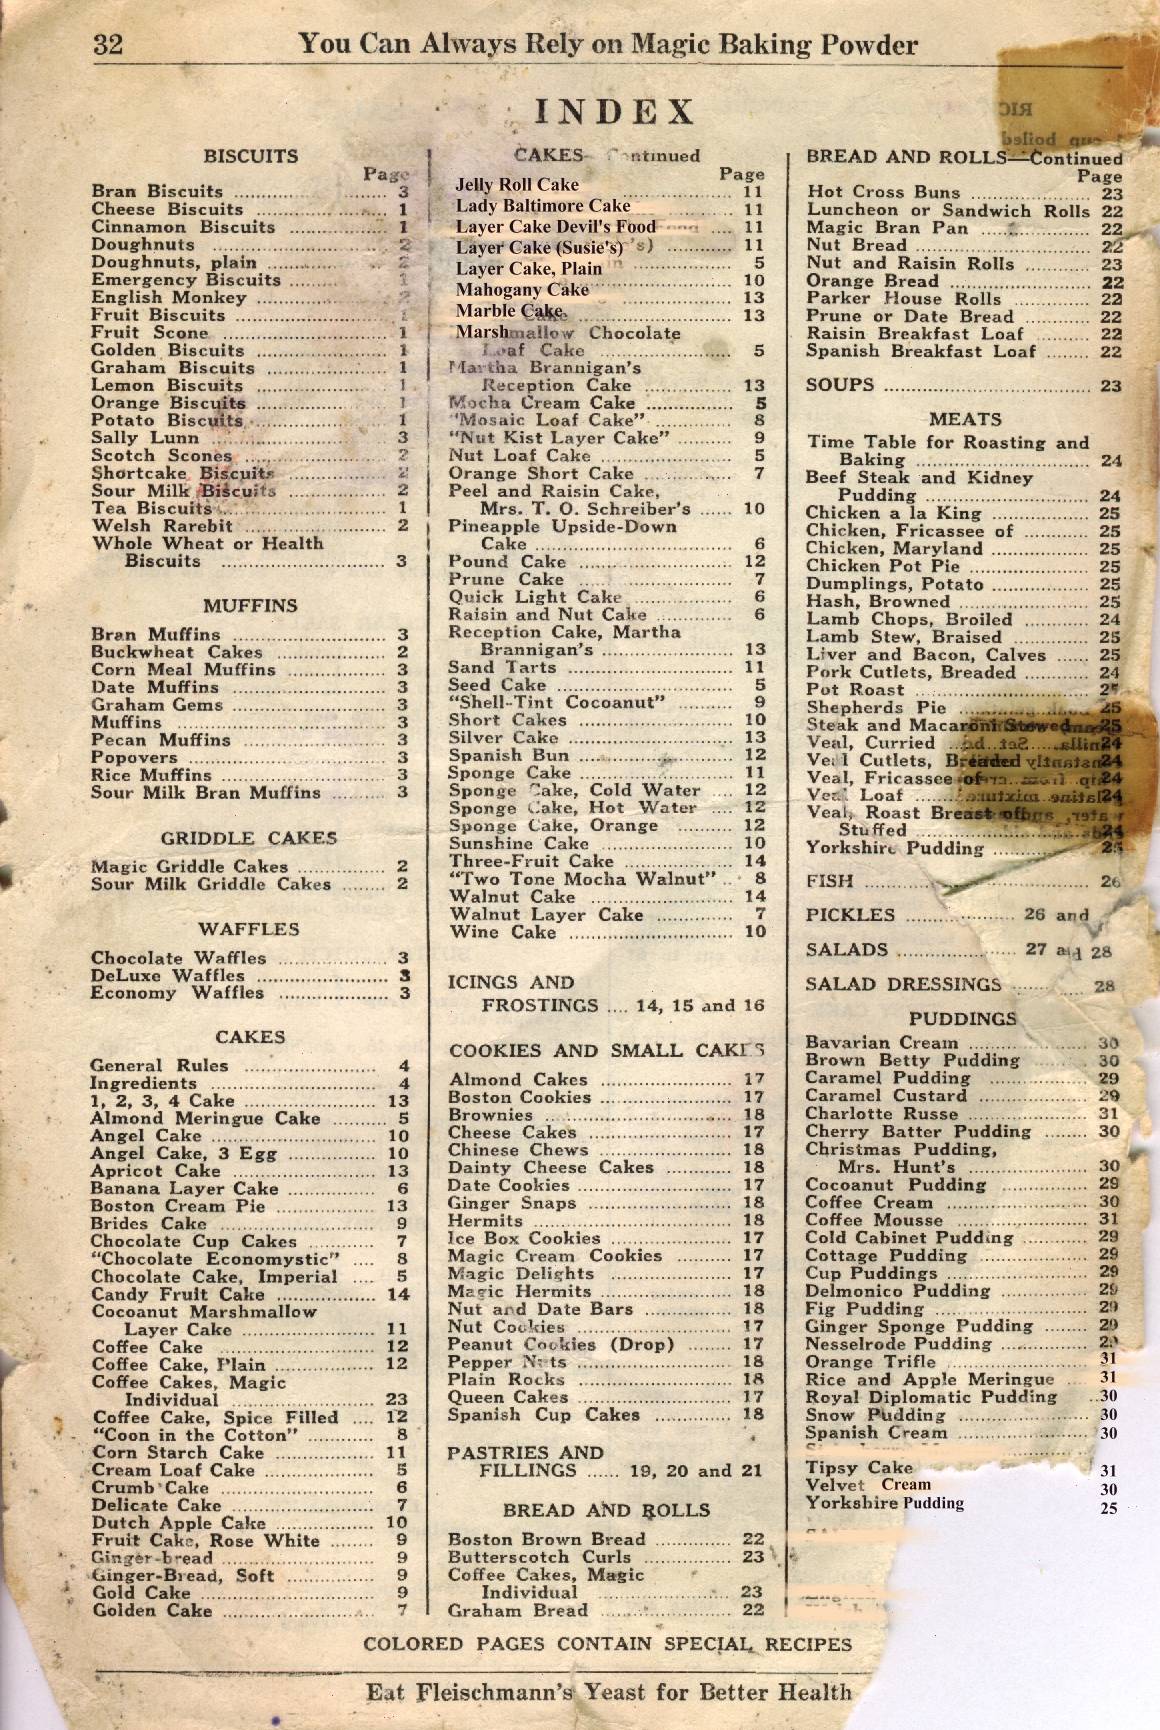 32 You Can Always Rely on Magic Baking Powder
INDEX
BISCUITS
Page
Bran Biscuits 3
Cheese Biscuits 1
Cinnamon Biscuits 1
Doughnuts 2
Doughnuts, plain 2
Emergency Biscuits 1
English Monkey 2
Fruit Biscuits 1
Fruit Scone 1
Golden Biscuits 1
Graham Biscuits 1
Lemon Biscuits 1
Orange Biscuits 1
Potato Biscuits 1
Sally Lunn 3
Scotch Scones 2
Shortcake Biscuits 2
Sour Milk Biscuits 2
Tea Biscuits 1
Welsh Rarebit 2
Whole Wheat or Health
Biscuits 3
MUFFINS
Bran Muffins 3
Buckwheat Cakes 2
Corn Meal Muffins 3
Date Muffins 3
Graham Gems 3
Muffins 3
Pecan Muffins 3
Popovers 3
Rice Muffins 3
Sour Milk Bran Muffins 3
GRIDDLE CAKES
Magic Griddle Cakes 2
Sour Milk Griddle Cakes 2
WAFFLES
Chocolate Waffles 3
DeLuxe Waffles 3
Economy Waffles 3
CAKES
General Rules 4
Ingredients 4
1, 2, 3, 4 Cake 13
Almond Meringue Cake 5
Angel Cake 10
Angel Cake, 3 Egg 10
Apricot Cake 13
Banana Layer Cake 6
Boston Cream Pie 13
Brides Cake 9
Chocolate Cup Cakes 7
"Chocolate Economystic" 8
Chocolate Cake, Imperial 5
Candy Fruit Cake 14
Cocoanut Marshmallow
Layer Cake 11
Coffee Cake 12
Coffee Cake, Plain 12
Coffee Cakes, Magic
Individual 23
Coffee Cake, Spice Filled 12
"Coon in the Cotton" 8
Corn Starch Cake 11
Cream Loaf Cake 5
Crumb Cake 6
Delicate Cake 7
Dutch Apple Cake 10
Fruit Cake, Rose White 9
Ginger-bread 9
Ginger-Bread, Soft 9
Gold Cake 9
Golden Cake 7
CAKES—Continued
Page
Jelly Roll Cake 11
Lady Baltimore Cake 11
Layer Cake Devil's Food 11
Layer Cake (Susie's) 11
Layer Cake, Plain 5
Mahogany Cake 10
Marble Cake 13
13
Marshmallow Chocolate
Loaf Cake 5
Martha Brannigan's
Reception Cake 13
Mocha Cream Cake 5
"Mosaic Loaf Cake" 8
"Nut Kist Layer Cake" 9
Nut Loaf Cake 5
Orange Short Cake 7
Peel and Raisin Cake,
Mrs. T. O. Schreiber's 10
Pineapple Upside-Down
Cake 6
Pound Cake 12
Prune Cake 7
Quick Light Cake 6
Raisin and Nut Cake 6
Reception Cake, Martha
Brannigan's 13
Sand Tarts 11
Seed Cake 5
"Shell-Tint Cocoanut" 9
Short Cakes 10
Silver Cake 13
Spanish Bun 12
Sponge Cake 11
Sponge Cake, Cold Water 12
Sponge Cake, Hot Water 12
Sponge Cake, Orange 12
Sunshine Cake 10
Three-Fruit Cake 14
"Two Tone Mocha Walnut" 8
Walnut Cake 14
Walnut Layer Cake 7
Wine Cake 10
ICINGS AND
FROSTINGS 14, 15 and 16
COOKIES AND SMALL CAKES
Almond Cakes 17
Boston Cookies 17
Brownies 18
Cheese Cakes 17
Chinese Chews 18
Dainty Cheese Cakes 18
Date Cookies 17
Ginger Snaps 18
Hermits 18
Ice Box Cookies 17
Magic Cream Cookies 17
Magic Delights 17
Magic Hermits 18
Nut and Date Bars 18
Nut Cookies 17
Peanut Cookies (Drop) 17
Pepper Nuts 18
Plain Rocks 18
Queen Cakes 17
Spanish Cup Cakes 18
PASTRIES AND
FILLINGS 19, 20 and 21
BREAD AND ROLLS
Boston Brown Bread 22
Butterscotch Curls 23
Coffee Cakes, Magic
Individual 23
Graham Bread 22
BREAD AND ROLLS—Continued
Page
Hot Cross Buns 23
Luncheon or Sandwich Rolls 22
Magic Bran Pan 22
Nut Bread 22
Nut and Raisin Rolls 23
Orange Bread 22
Parker House Rolls 22
Prune or Date Bread 22
Raisin Breakfast Loaf 22
Spanish Breakfast Loaf 22
SOUPS 23
MEATS
Time Table for Roasting and
Baking 24
Beef Steak and Kidney
Pudding 24
Chicken a la King 25
Chicken, Fricassee of 25
Chicken, Maryland 25
Chicken Pot Pie 25
Dumplings, Potato 25
Hash, Browned 25
Lamb Chops, Broiled 24
Lamb Stew, Braised 25
Liver and Bacon, Calves 25
Pork Cutlets, Breaded 24
Pot Roast 25
Shepherds Pie 25
Steak and Macaroni Stewed 25
Veal, Curried 24
Veal Cutlets, Breaded 24
Veal, Fricassee of 24
Veal Loaf 24
Veal, Roast Breast of
Stuffed 24
Yorkshire Pudding 25
FISH 26
PICKLES 26 and
SALADS 27 and 28
SALAD DRESSINGS 28
PUDDINGS
Bavarian Cream 30
Brown Betty Pudding 30
Caramel Pudding 29
Caramel Custard 29
Charlotte Russe 31
Cherry Batter Pudding 30
Christmas Pudding,
Mrs. Hunt's 30
Cocoanut Pudding 29
Coffee Cream 30
Coffee Mousse 31
Cold Cabinet Pudding 29
Cottage Pudding 29
Cup Puddings 29
Delmonico Pudding 29
Fig Pudding 29
Ginger Sponge Pudding 29
Nesselrode Pudding 29
Orange Trifle 31
Rice and Apple Meringue 31
Royal Diplomatic Pudding 30
Snow Pudding 30
Spanish Cream 30
Tipsy Cake 31
Velvet Cream 30
Yorkshire Pudding 25
COLORED PAGES CONTAIN SPECIAL RECIPES
Eat Fleischmann's Yeast for Better Health